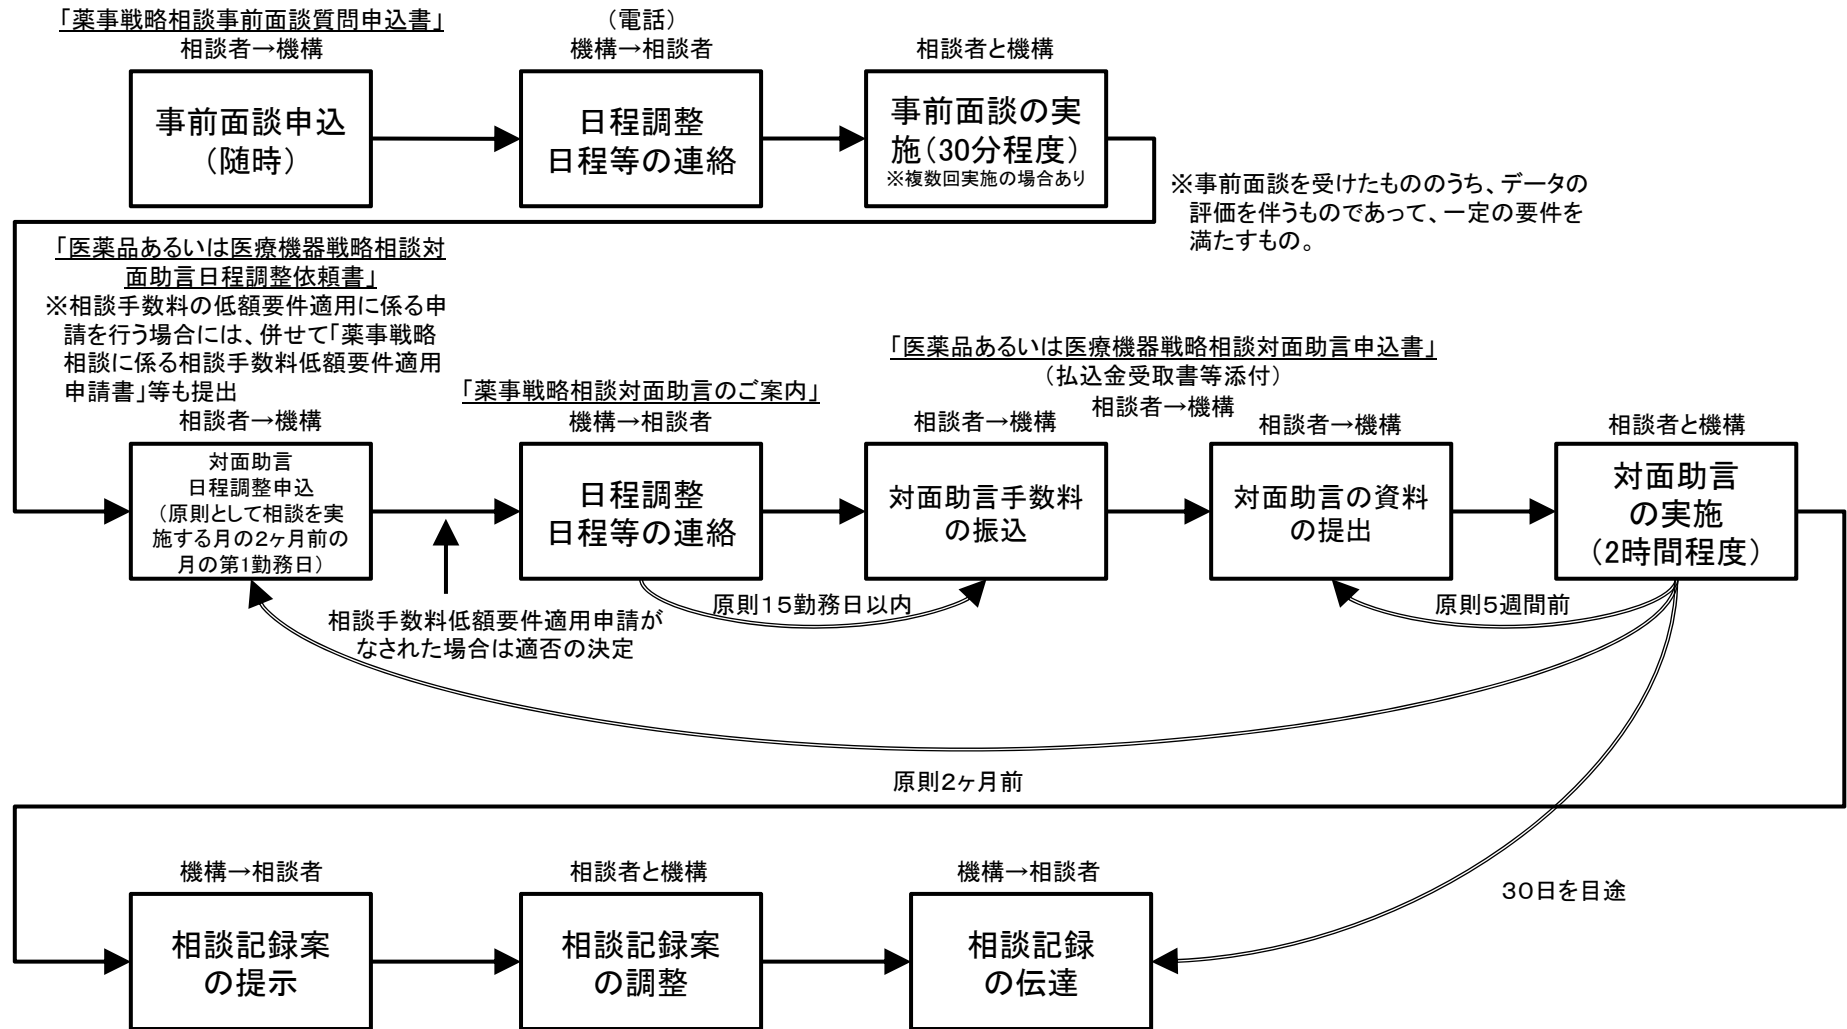 「薬事戦略相談事前面談質問申込書」
相談者→機構
事前面談申込
（随時）
（電話）
機構→相談者
日程調整
日程等の連絡
相談者と機構
事前面談の実
施（30分程度）
※複数回実施の場合あり
※事前面談を受けたもののうち、データの
評価を伴うものであって、一定の要件を
満たすもの。
「医薬品あるいは医療機器戦略相談対
面助言日程調整依頼書」
※相談手数料の低額要件適用に係る申
請を行う場合には、併せて「薬事戦略
相談に係る相談手数料低額要件適用
申請書」等も提出
相談者→機構
対面助言
日程調整申込
（原則として相談を実
施する月の２ヶ月前の
月の第１勤務日）
「薬事戦略相談対面助言のご案内」
機構→相談者
日程調整
日程等の連絡
「医薬品あるいは医療機器戦略相談対面助言申込書」
（払込金受取書等添付）
相談者→機構
相談者→機構
対面助言手数料
の振込
相談者→機構
対面助言の資料
の提出
相談者と機構
対面助言
の実施
（2時間程度）
原則１５勤務日以内
原則５週間前
相談手数料低額要件適用申請が
なされた場合は適否の決定
原則２ヶ月前
機構→相談者
相談記録案
の提示
相談者と機構
相談記録案
の調整
機構→相談者
相談記録
の伝達
３０日を目途